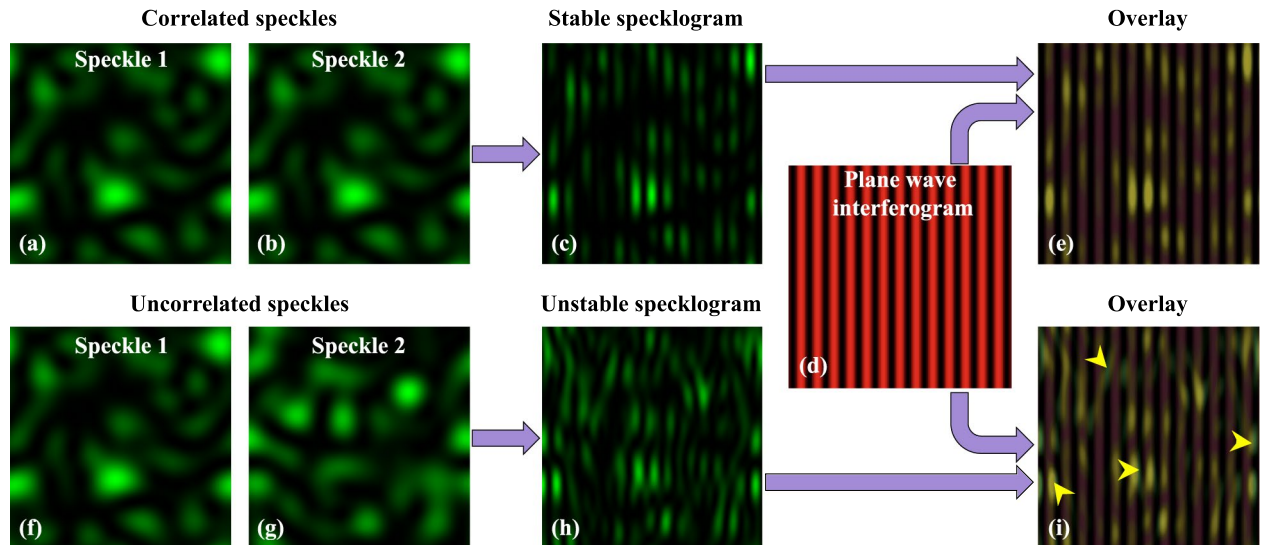 Correlated speckles
Stable specklogram
Overlay
Speckle 1
Speckle 2
(a)
(b)
(c)
Plane wave
interferogram
(d)
(e)
Uncorrelated speckles
Unstable specklogram
Overlay
Speckle 1
Speckle 2
(f)
(g)
(h)
(i)